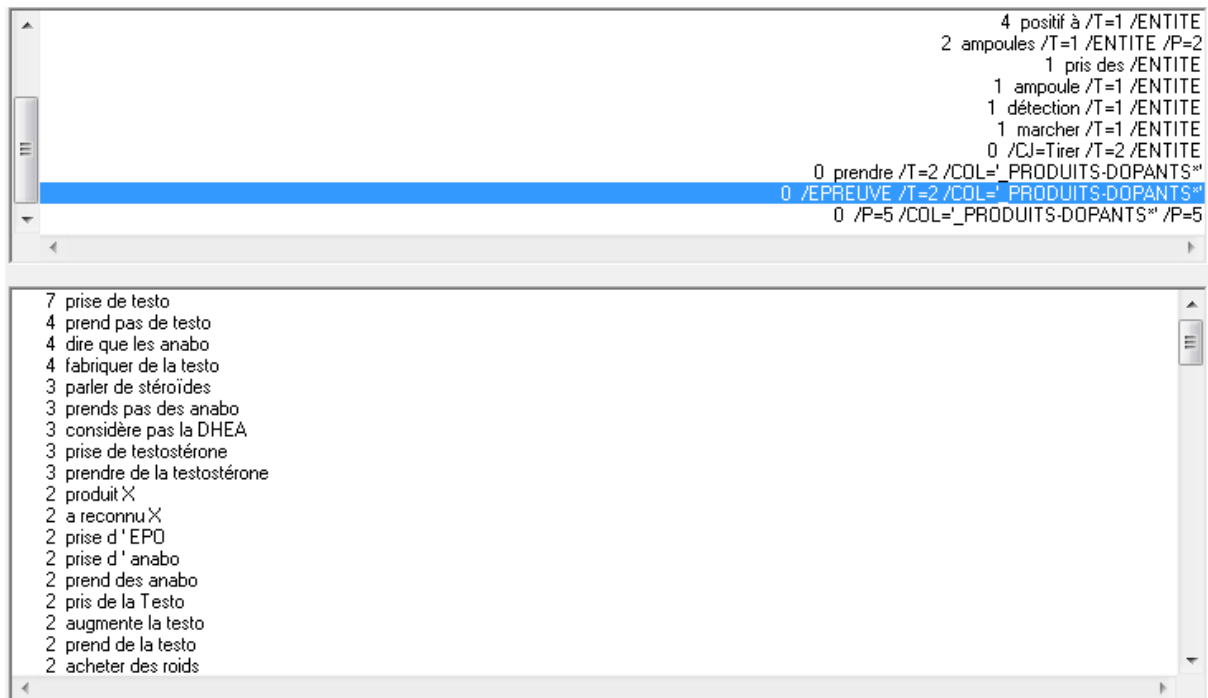 4 positif à /T=1 /ENTITE
2 ampoules /T=1 /ENTITE /P=2
1 pris des /ENTITE
1 ampoule /T=1 /ENTITE
1 détection /T=1 /ENTITE
1 marcher /T=1 /ENTITE
0 /CJ=Tirer /T=2 /ENTITE
0 prendre /T=2 /COL='_PRODUITS-DOPANTS*'
0 /EPREUVE /T=2 /COL='_PRODUITS-DOPANTS*'
0 /P=5 /COL='_PRODUITS-DOPANTS*' /P=5
7 prise de testo
4 prend pas de testo
4 dire que les anabo
4 fabriquer de la testo
3 parler de stéroïdes
3 prends pas des anabo
3 considère pas la DHEA
3 prise de testostérone
3 prendre de la testostérone
2 produit X
2 a reconnu X
2 prise d ' EPO
2 prise d ' anabo
2 prend des anabo
2 pris de la Testo
2 augmente la testo
2 prend de la testo
2 acheter des roids